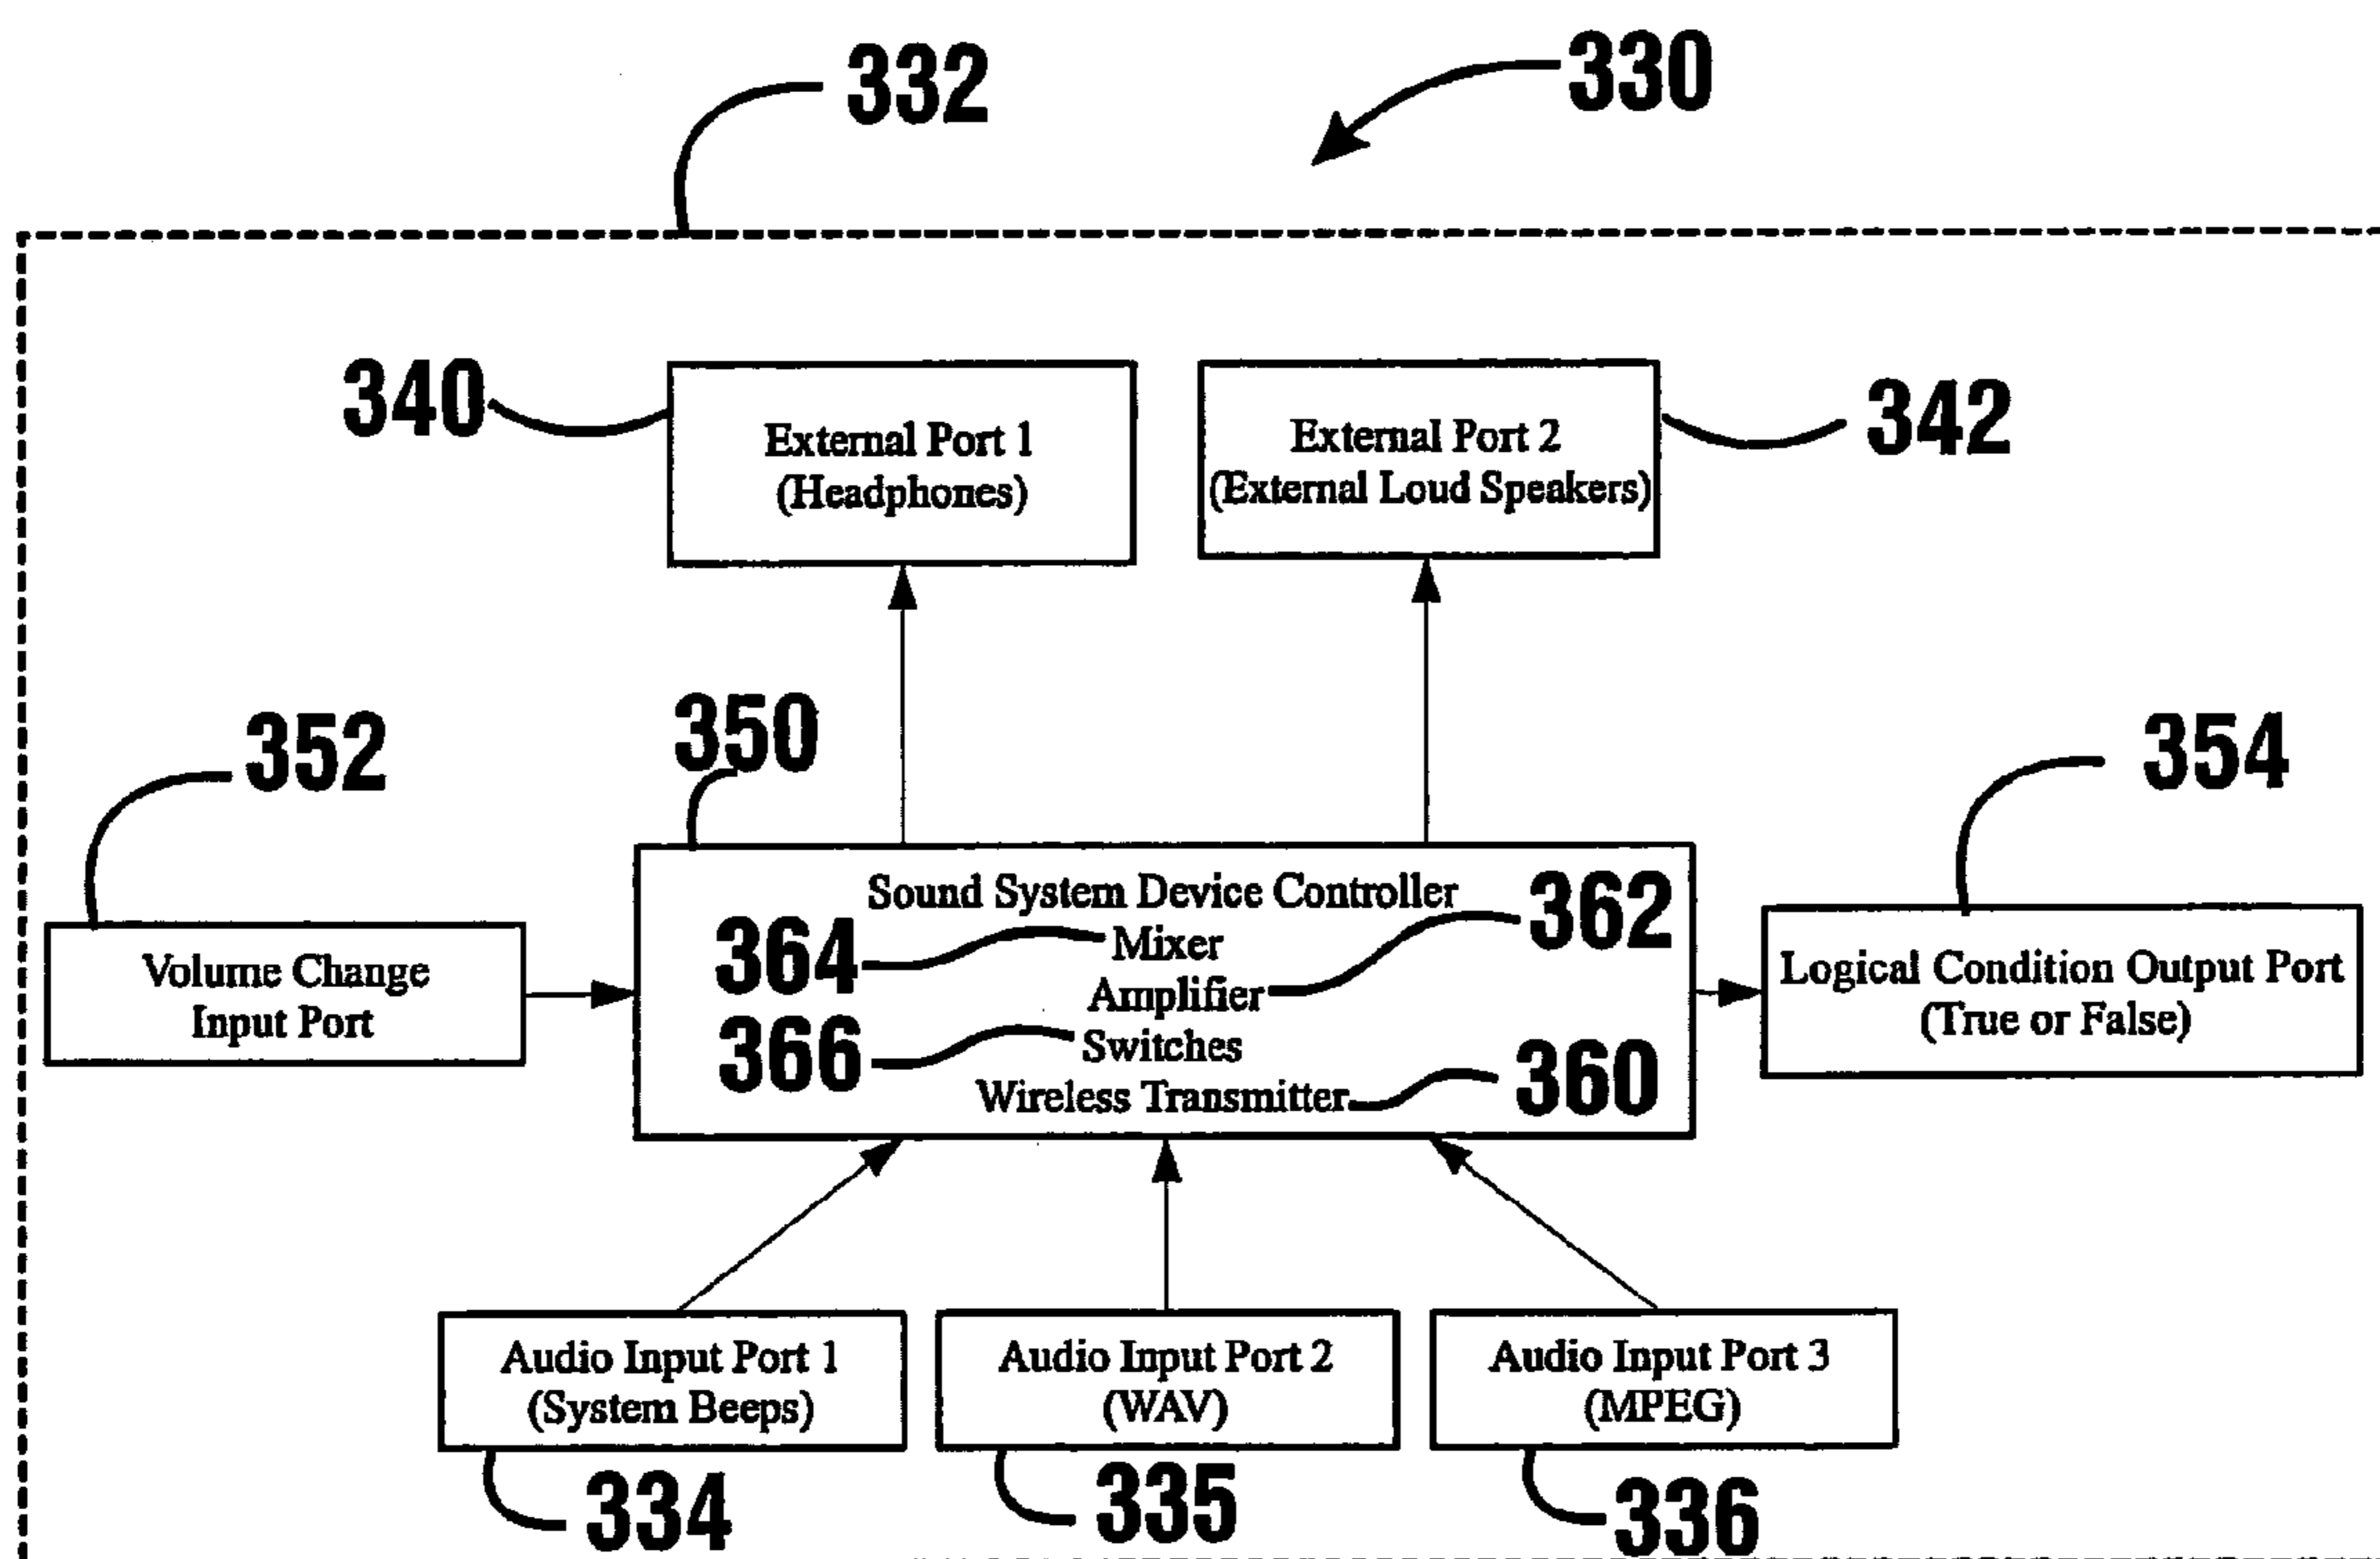 332
330
340
External Port 1
(Headphones)
External Port 2
(External Loud Speakers)
342
352
350
354
Volume Change
Input Port
Sound System Device Controller
362
364
Mixer
Amplifier
366
Switches
Wireless Transmitter
360
Logical Condition Output Port
(True or False)
Audio Input Port 1
(System Beeps)
Audio Input Port 2
(WAV)
Audio Input Port 3
(MPEG)
334
335
336